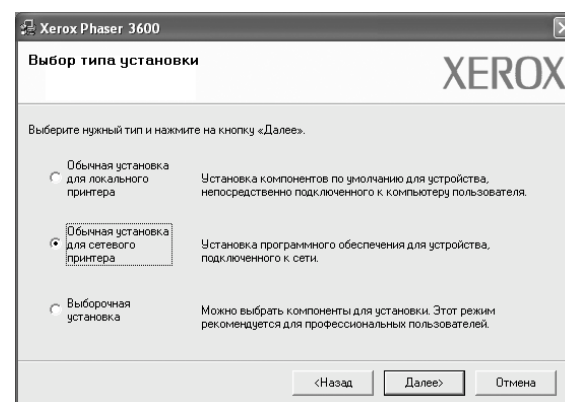 Xerox Phaser 3600
Выбор типа установки
XEROX
Выберите нужный тип и нажмите на кнопку «Далее».
Обычная установка
для локального
принтера
Установка компонентов по умолчанию для устройства,
непосредственно подключенного к компьютеру пользователя.
Обычная установка
для сетевого
принтера
Установка программного обеспечения для устройства,
подключенного к сети.
Выборочная
установка
Можно выбрать компоненты для установки. Этот режим
рекомендуется для профессиональных пользователей.
<Назад
Далее>
Отмена